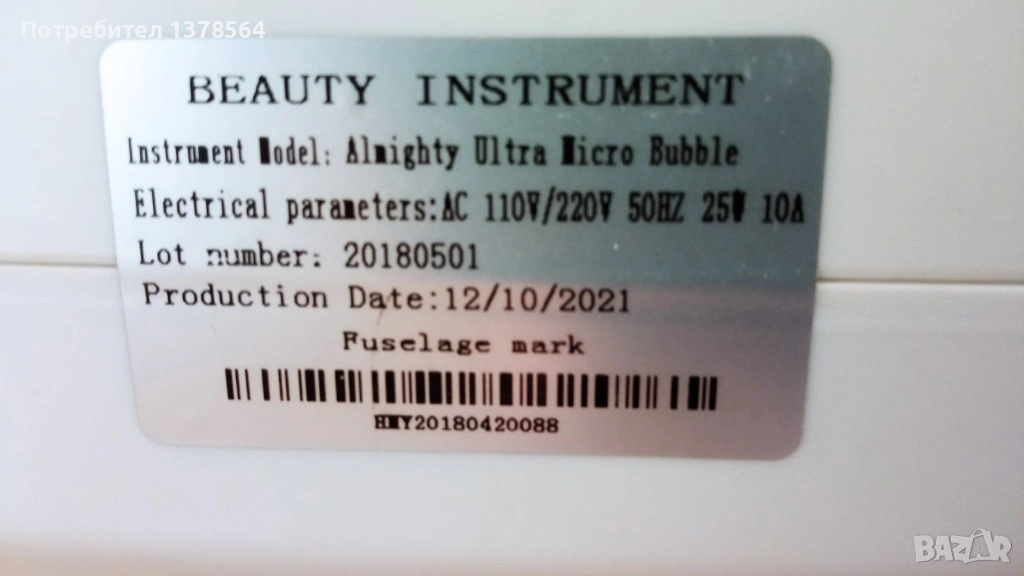 Потребител 1378564
BEAUTY INSTRUMENT
Instrument Model: Almighty Ultra Micro Bubble
Electrical parameters:AC 110V/220V 50HZ 25W 10A
Lot number: 20180501
Production Date:12/10/2021
Fuselage mark
HMY20180420088
BAZAR